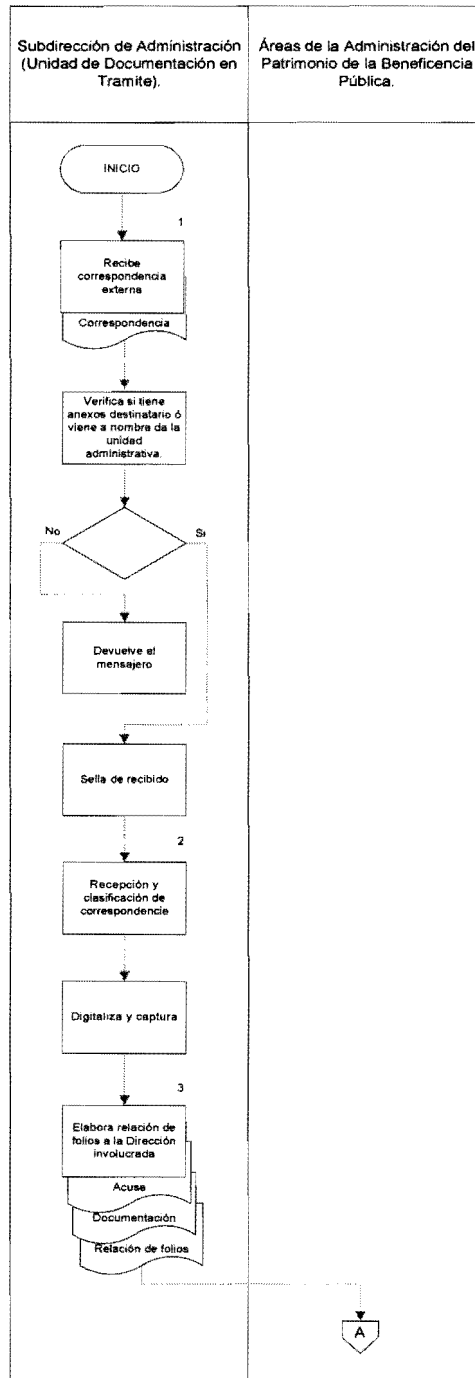 Subdirección de Administración
(Unidad de Documentación en
Tramite).
Áreas de la Administración del
Patrimonio de la Beneficencia
Pública.
INICIO
1
Recibe
correspondencia
externa
Correspondencia
Verifica si tiene
anexos destinatario ó
viene a nombre da la
unidad
administrativa.
No
Si
Devuelve el
mensajero
Sella de recibido
2
Recepción y
clasificación de
correspondencie
Digitaliza y captura
3
Elabora relación de
folios a la Dirección
involucrada
Acuse
Documentación
Relación de folios
A